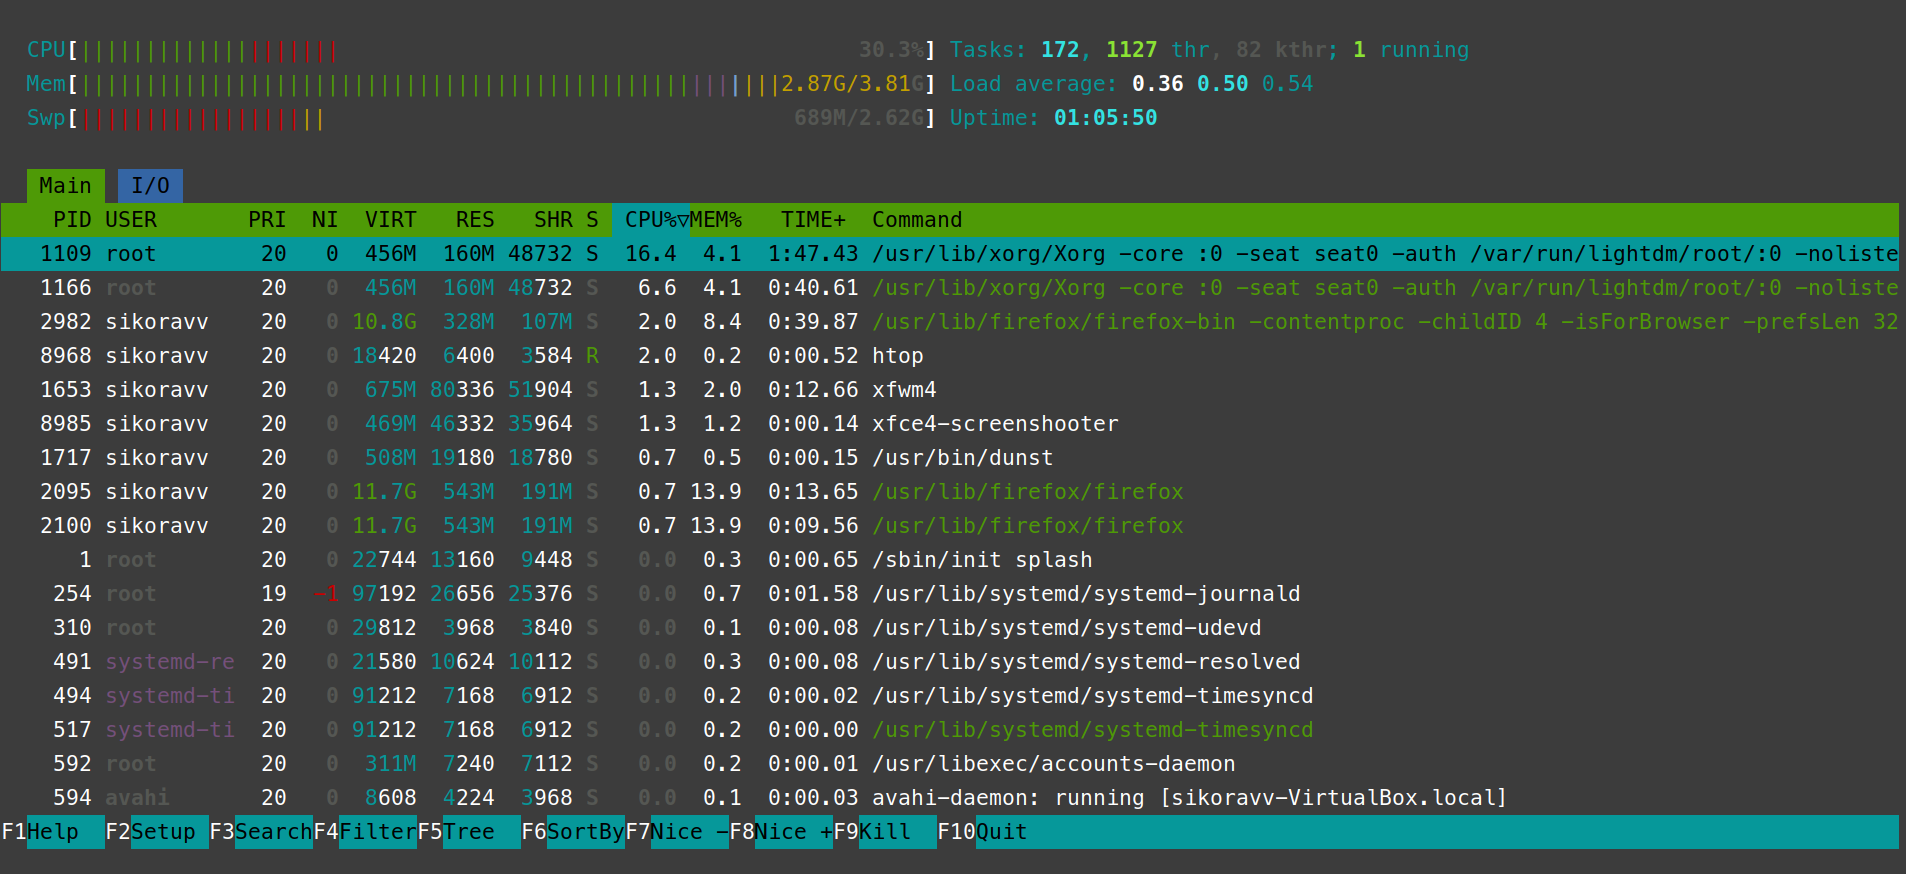 CPU[||||||||||||||||||||                                        30.3%] Tasks: 172, 1127 thr, 82 kthr; 1 running
Mem[||||||||||||||||||||||||||||||||||||||||||||||||||||||2.87G/3.81G] Load average: 0.36 0.50 0.54
Swp[|||||||||||||||||||                                    689M/2.62G] Uptime: 01:05:50
Main I/O
PID USER PRI NI VIRT RES SHR S CPU%▽MEM% TIME+ Command
1109 root 20 0 456M 160M 48732 S 16.4 4.1 1:47.43 /usr/lib/xorg/Xorg -core :0 -seat seat0 -auth /var/run/lightdm/root/:0 -noliste
1166 root 20 0 456M 160M 48732 S 6.6 4.1 0:40.61 /usr/lib/xorg/Xorg -core :0 -seat seat0 -auth /var/run/lightdm/root/:0 -noliste
2982 sikoravv 20 0 10.8G 328M 107M S 2.0 8.4 0:39.87 /usr/lib/firefox/firefox-bin -contentproc -childID 4 -isForBrowser -prefsLen 32
8968 sikoravv 20 0 18420 6400 3584 R 2.0 0.2 0:00.52 htop
1653 sikoravv 20 0 675M 80336 51904 S 1.3 2.0 0:12.66 xfwm4
8985 sikoravv 20 0 469M 46332 35964 S 1.3 1.2 0:00.14 xfce4-screenshooter
1717 sikoravv 20 0 508M 19180 18780 S 0.7 0.5 0:00.15 /usr/bin/dunst
2095 sikoravv 20 0 11.7G 543M 191M S 0.7 13.9 0:13.65 /usr/lib/firefox/firefox
2100 sikoravv 20 0 11.7G 543M 191M S 0.7 13.9 0:09.56 /usr/lib/firefox/firefox
1 root 20 0 22744 13160 9448 S 0.0 0.3 0:00.65 /sbin/init splash
254 root 19 -1 97192 26656 25376 S 0.0 0.7 0:01.58 /usr/lib/systemd/systemd-journald
310 root 20 0 29812 3968 3840 S 0.0 0.1 0:00.08 /usr/lib/systemd/systemd-udevd
491 systemd-re 20 0 21580 10624 10112 S 0.0 0.3 0:00.08 /usr/lib/systemd/systemd-resolved
494 systemd-ti 20 0 91212 7168 6912 S 0.0 0.2 0:00.02 /usr/lib/systemd/systemd-timesyncd
517 systemd-ti 20 0 91212 7168 6912 S 0.0 0.2 0:00.00 /usr/lib/systemd/systemd-timesyncd
592 root 20 0 311M 7240 7112 S 0.0 0.2 0:00.01 /usr/libexec/accounts-daemon
594 avahi 20 0 8608 4224 3968 S 0.0 0.1 0:00.03 avahi-daemon: running [sikoravv-VirtualBox.local]
F1Help F2Setup F3SearchF4FilterF5Tree F6SortByF7Nice -F8Nice +F9Kill F10Quit